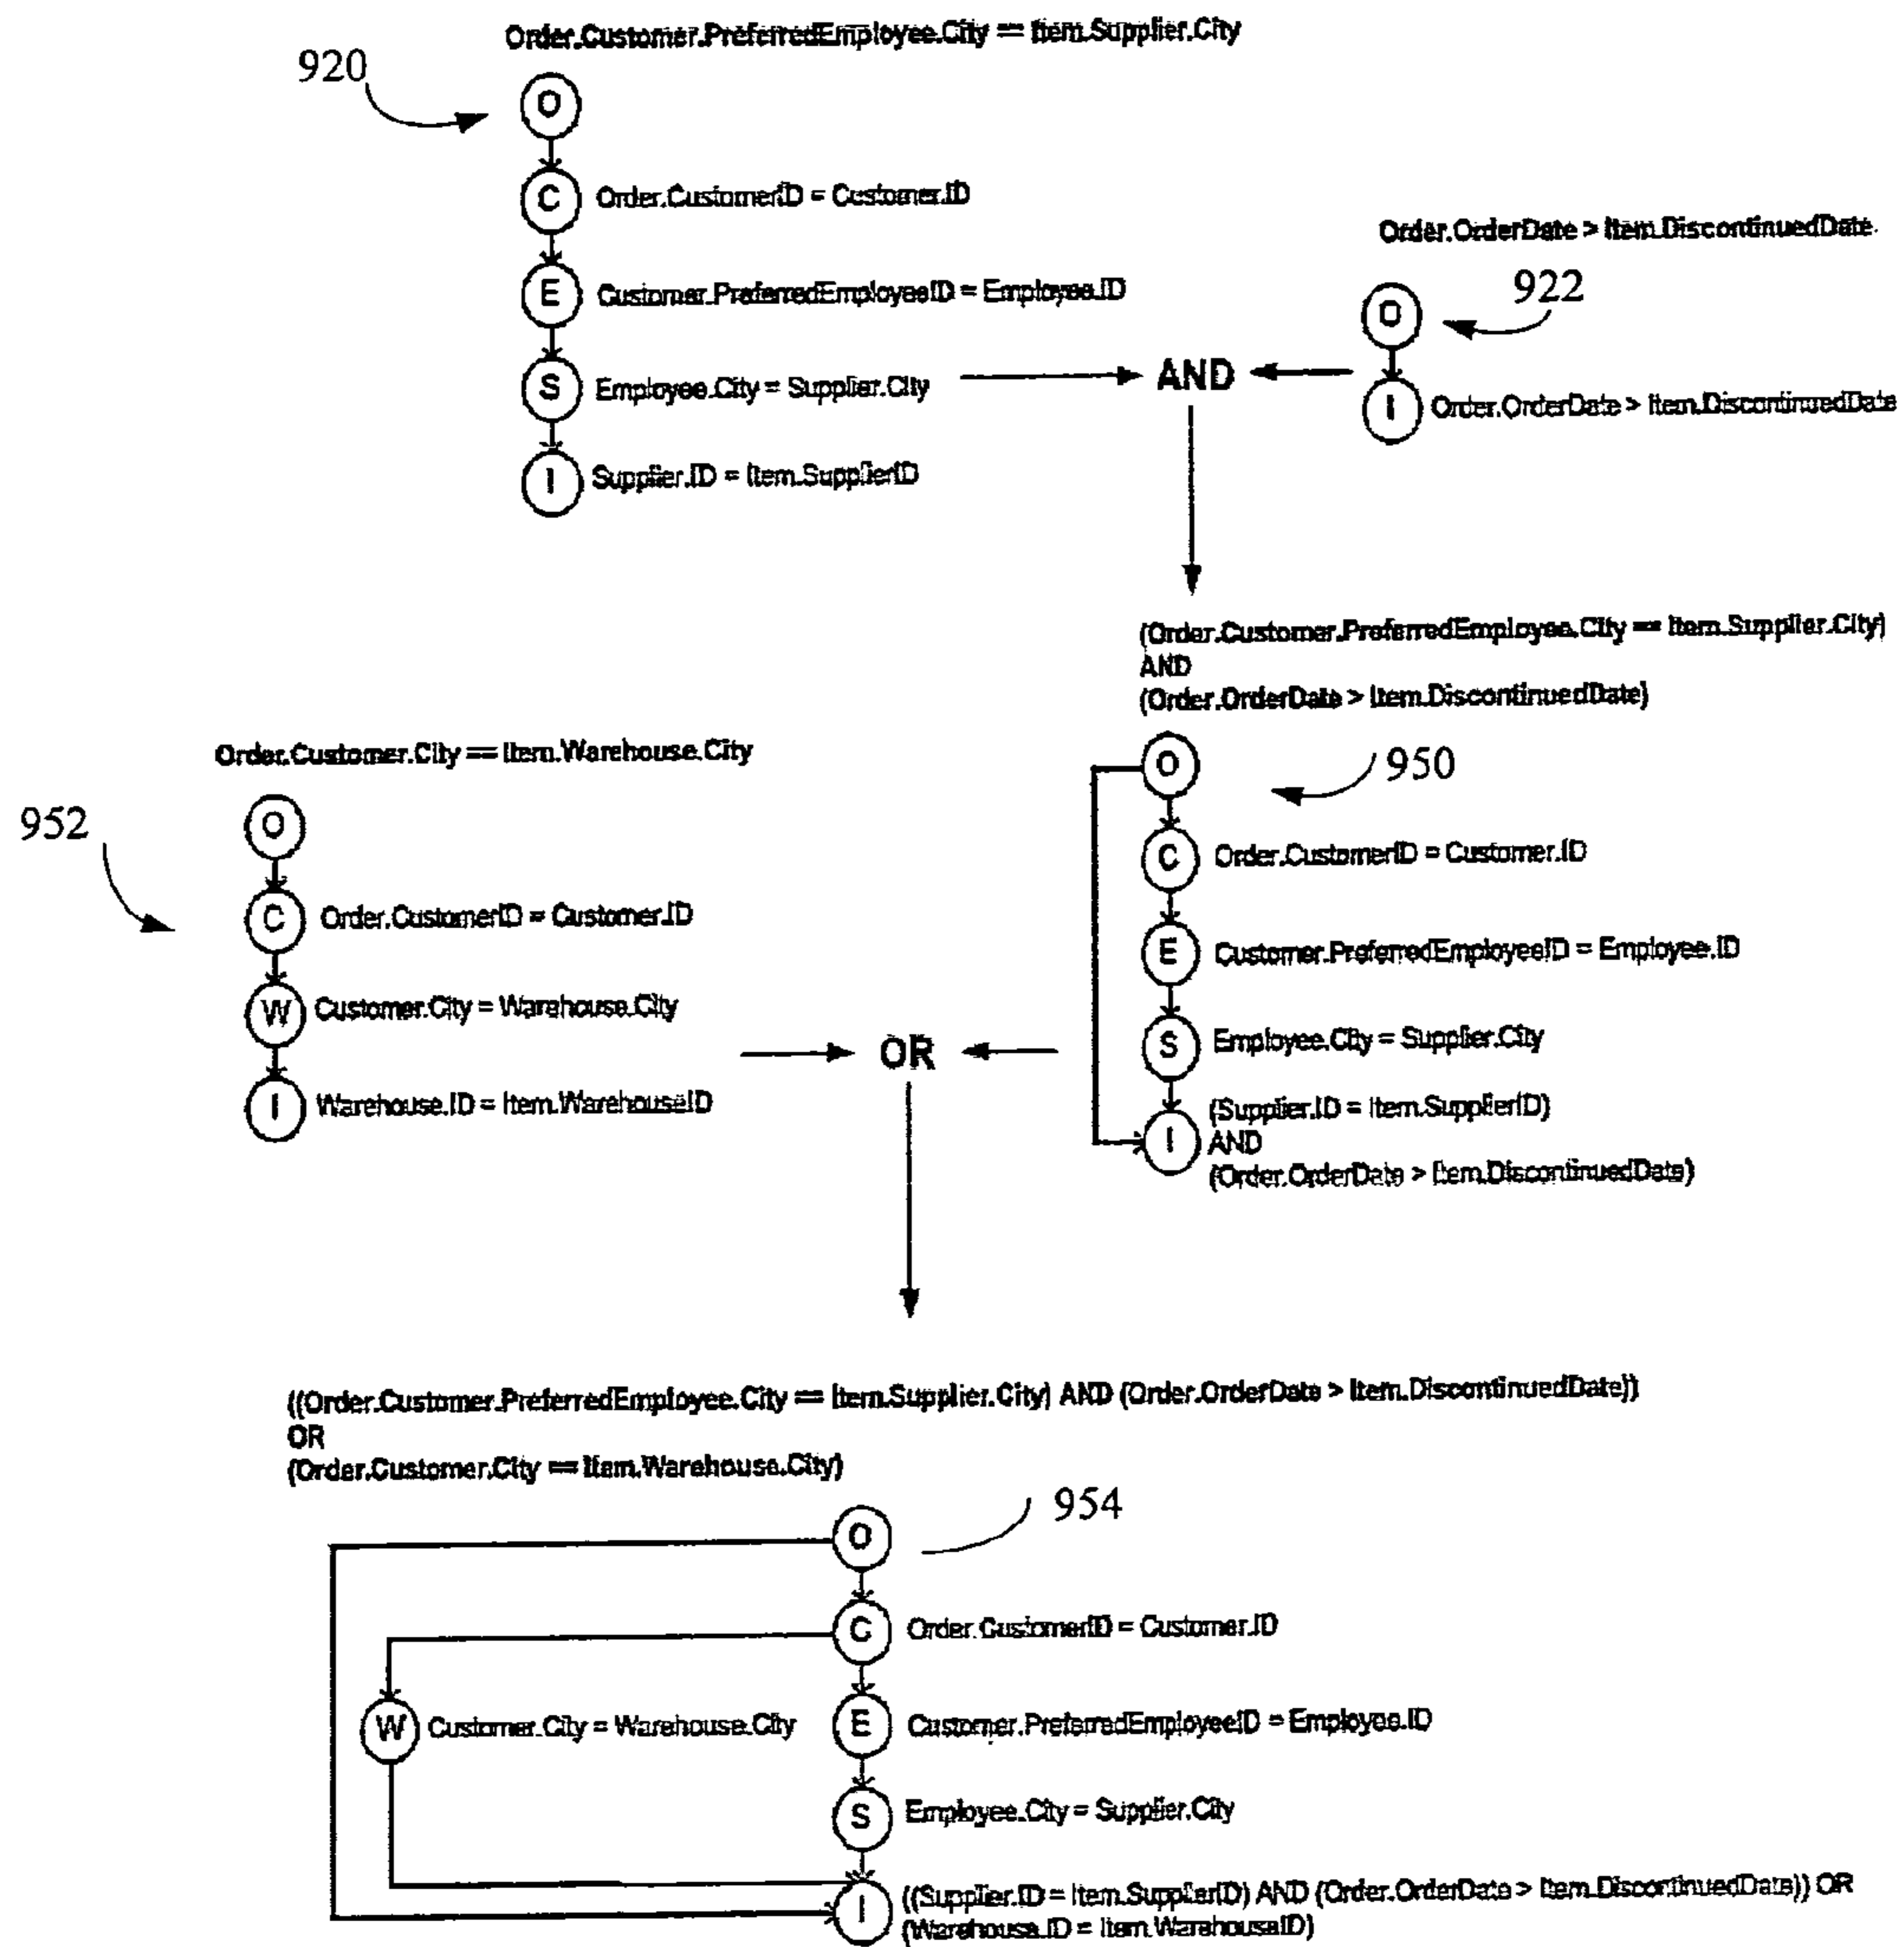 Order.Customer.PreferredEmployee.City == Item.Supplier.City
920
O
C Order.CustomerID = Customer.ID
E Customer.PreferredEmployeeID = Employee.ID
S Employee.City = Supplier.City
I Supplier.ID = Item.SupplierID
Order.OrderDate > Item.DiscontinuedDate
922
O
I Order.OrderDate > Item.DiscontinuedDate
AND
(Order.Customer.PreferredEmployee.City == Item.Supplier.City)
AND
(Order.OrderDate > Item.DiscontinuedDate)
Order.Customer.City == Item.Warehouse.City
952
O
C Order.CustomerID = Customer.ID
W Customer.City = Warehouse.City
I Warehouse.ID = Item.WarehouseID
OR
O
950
C Order.CustomerID = Customer.ID
E Customer.PreferredEmployeeID = Employee.ID
S Employee.City = Supplier.City
(Supplier.ID = Item.SupplierID)
I AND
(Order.OrderDate > Item.DiscontinuedDate)
((Order.Customer.PreferredEmployee.City == Item.Supplier.City) AND (Order.OrderDate > Item.DiscontinuedDate))
OR
(Order.Customer.City == Item.Warehouse.City)
954
O
C Order.CustomerID = Customer.ID
W Customer.City = Warehouse.City
E Customer.PreferredEmployeeID = Employee.ID
S Employee.City = Supplier.City
I ((Supplier.ID = Item.SupplierID) AND (Order.OrderDate > Item.DiscontinuedDate)) OR
(Warehouse.ID = Item.WarehouseID)